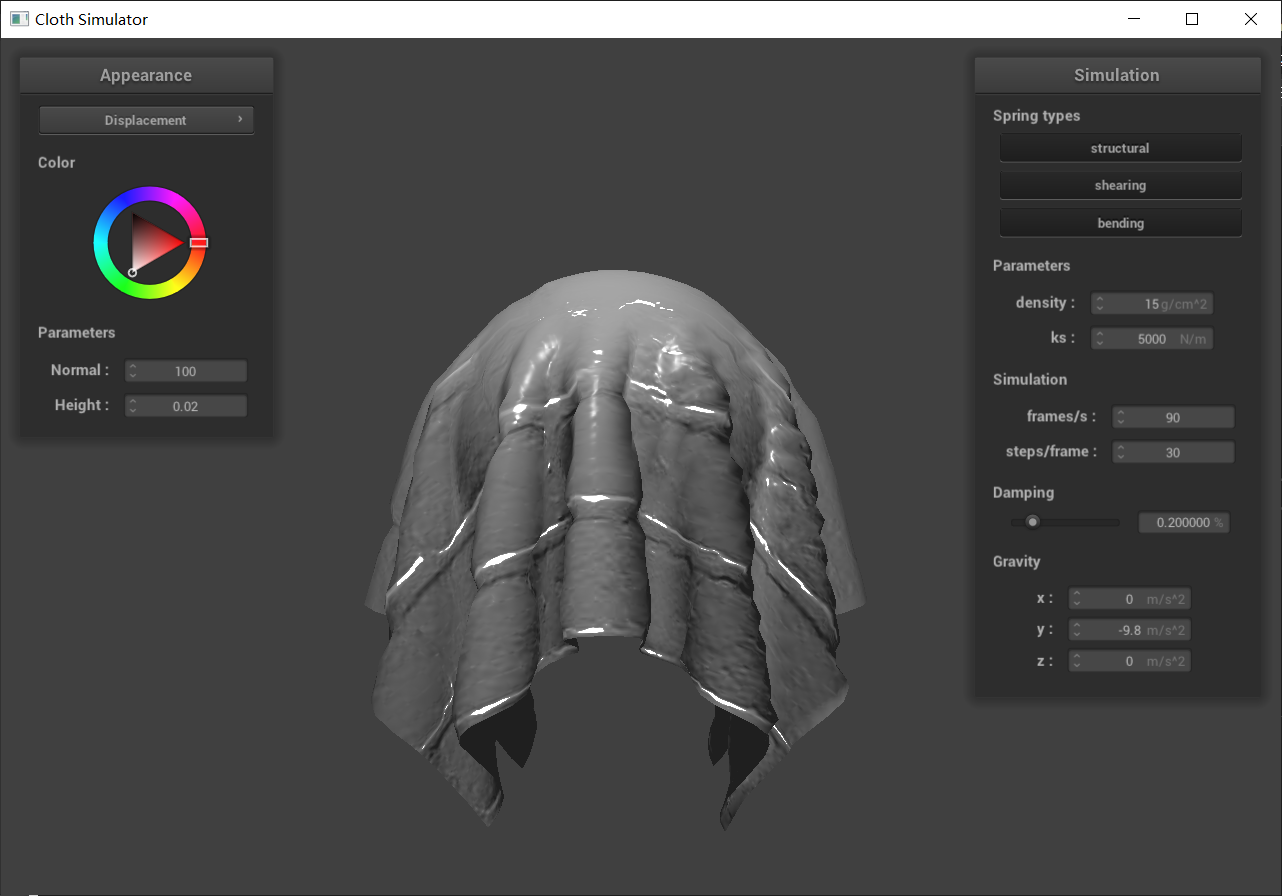 Cloth Simulator
Appearance
Displacement
Color
Parameters
Normal : 100
Height : 0.02
Simulation
Spring types
structural
shearing
bending
Parameters
density : 15 g/cm^2
ks : 5000 N/m
Simulation
frames/s : 90
steps/frame : 30
Damping
0.200000 %
Gravity
x : 0 m/s^2
y : -9.8 m/s^2
z : 0 m/s^2